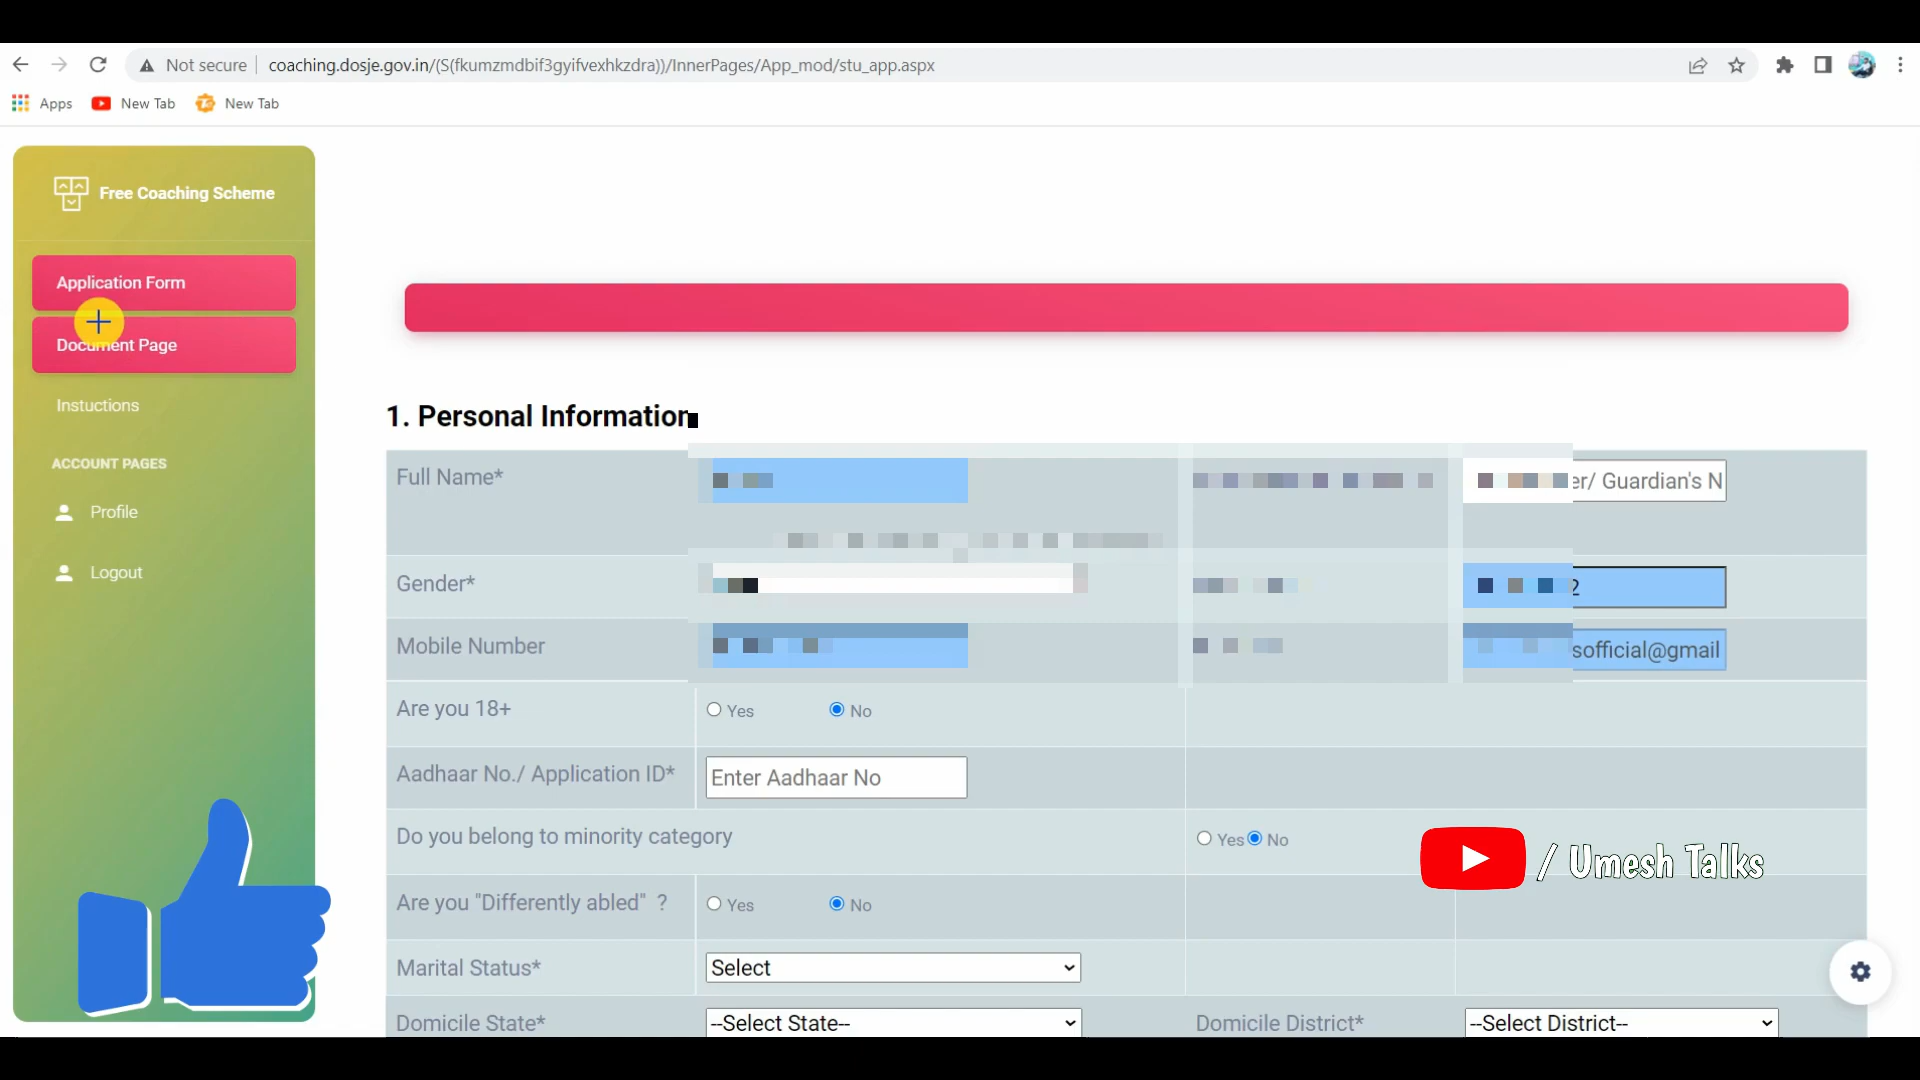 Not secure
coaching.dosje.gov.in/(S(fkumzmdbif3gyifvexhkzdra))/InnerPages/App_mod/stu_app.aspx
Apps
New Tab
New Tab
Free Coaching Scheme
Application Form
Document Page
Instuctions
ACCOUNT PAGES
Profile
Logout
1. Personal Information
Full Name*
er/ Guardian's N
Gender*
2
Mobile Number
sofficial@gmail
Are you 18+
Yes No
Aadhaar No./ Application ID*
Enter Aadhaar No
Do you belong to minority category
Yes No
Are you "Differently abled" ?
Yes No
Marital Status*
Select
Domicile State*
--Select State--
Domicile District*
--Select District--
/ Umesh Talks